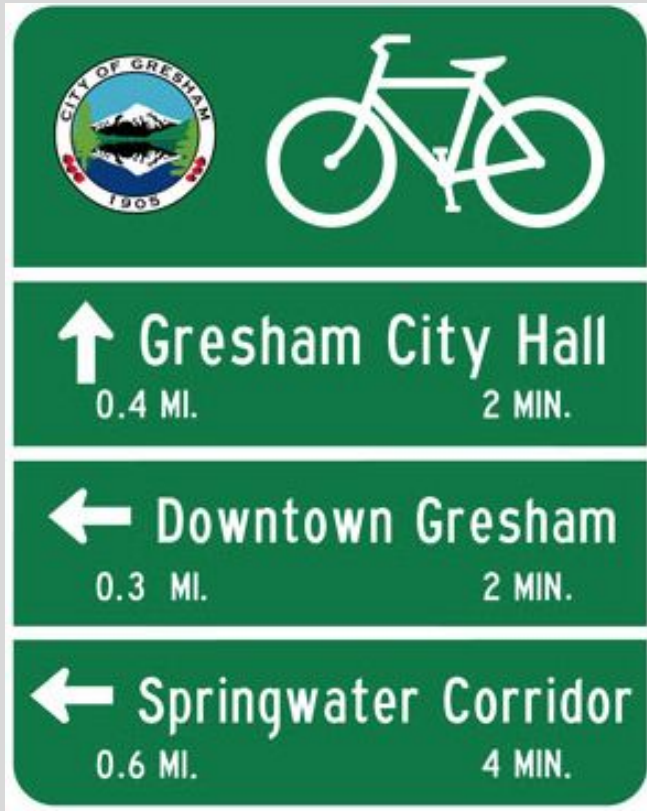 CITY OF GRESHAM
1905
Gresham City Hall
0.4 MI. 2 MIN.
Downtown Gresham
0.3 MI. 2 MIN.
Springwater Corridor
0.6 MI. 4 MIN.